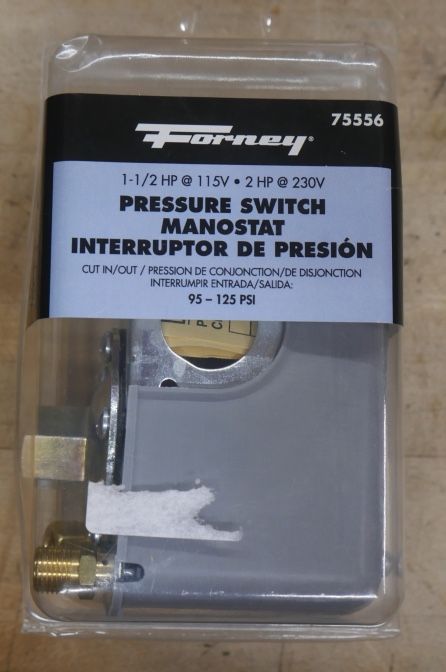 75556
Forney®
1-1/2 HP @ 115V • 2 HP @ 230V
PRESSURE SWITCH
MANOSTAT
INTERRUPTOR DE PRESIÓN
CUT IN/OUT / PRESSION DE CONJONCTION/DE DISJONCTION
INTERRUMPIR ENTRADA/SALIDA:
95 – 125 PSI
P
C